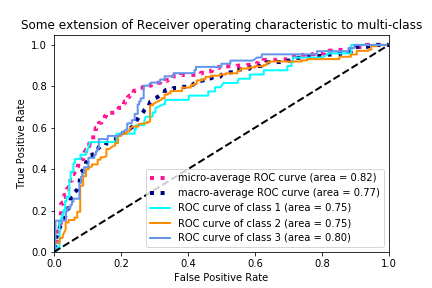 Some extension of Receiver operating characteristic to multi-class
1.0
0.8
0.6
0.4
0.2
0.0
True Positive Rate
micro-average ROC curve (area = 0.82)
macro-average ROC curve (area = 0.77)
ROC curve of class 1 (area = 0.75)
ROC curve of class 2 (area = 0.75)
ROC curve of class 3 (area = 0.80)
0.0 0.2 0.4 0.6 0.8 1.0
False Positive Rate